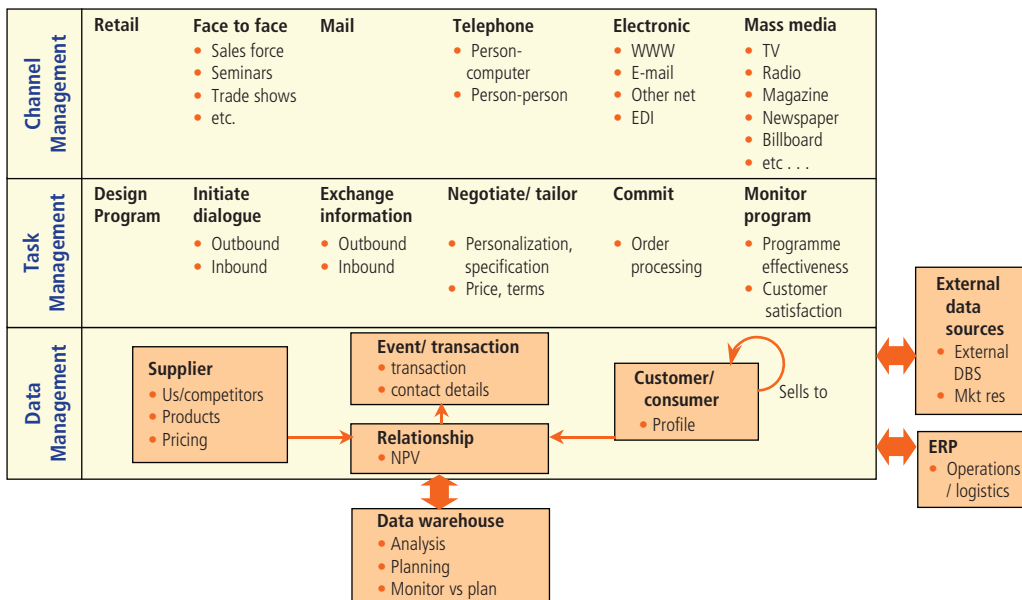 Channel
Management
Retail
Face to face
• Sales force
• Seminars
• Trade shows
• etc.
Mail
Telephone
• Person-
computer
• Person-person
Electronic
• WWW
• E-mail
• Other net
• EDI
Mass media
• TV
• Radio
• Magazine
• Newspaper
• Billboard
• etc . . .
Task
Management
Design
Program
Initiate
dialogue
• Outbound
• Inbound
Exchange
information
• Outbound
• Inbound
Negotiate/ tailor
• Personalization,
specification
• Price, terms
Commit
• Order
processing
Monitor
program
• Programme
effectiveness
• Customer
satisfaction
Data
Management
Supplier
• Us/competitors
• Products
• Pricing
Event/ transaction
• transaction
• contact details
Relationship
• NPV
Customer/
consumer
• Profile
Sells to
External
data
sources
• External
DBS
• Mkt res
ERP
• Operations
/ logistics
Data warehouse
• Analysis
• Planning
• Monitor vs plan